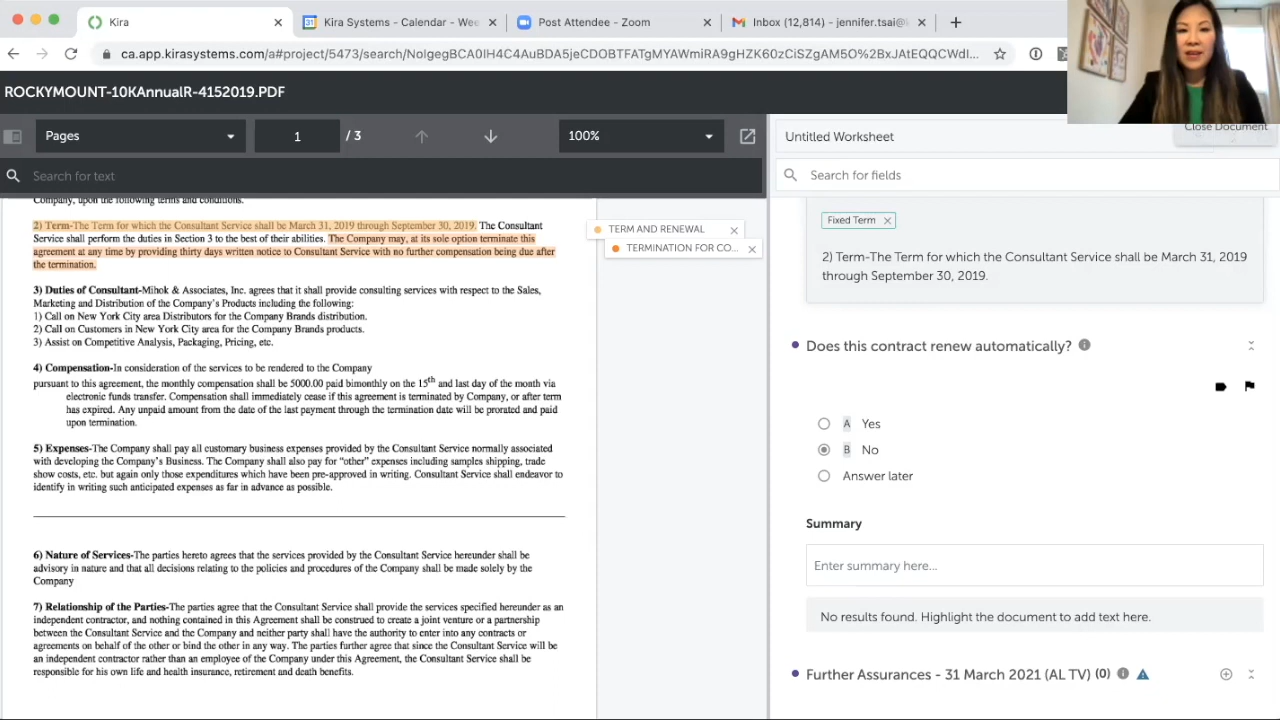 Kira
Kira Systems - Calendar - Wee
Post Attendee - Zoom
Inbox (12,814) - jennifer.tsai@
ca.app.kirasystems.com/a#project/5473/search/NoIgegBCADlH4C4AuBDA5jeCDOBTFATgMYAWmiRA9gHZK60zCiSZgAM5O%2BxJAtEQQCWdI...
ROCKYMOUNT-10KAnnualR-4152019.PDF
Close Document
Pages
1
/ 3
100%
Untitled Worksheet
Search for text
Search for fields
Company, upon the following terms and conditions.
2) Term-The Term for which the Consultant Service shall be March 31, 2019 through September 30, 2019. The Consultant
Service shall perform the duties in Section 3 to the best of their abilities. The Company may, at its sole option terminate this
agreement at any time by providing thirty days written notice to Consultant Service with no further compensation being due after
the termination.
3) Duties of Consultant-Mihok & Associates, Inc. agrees that it shall provide consulting services with respect to the Sales,
Marketing and Distribution of the Company's Products including the following:
1) Call on New York City area Distributors for the Company Brands distribution.
2) Call on Customers in New York City area for the Company Brands products.
3) Assist on Competitive Analysis, Packaging, Pricing, etc.
4) Compensation-In consideration of the services to be rendered to the Company
pursuant to this agreement, the monthly compensation shall be 5000.00 paid bimonthly on the 15th and last day of the month via
electronic funds transfer. Compensation shall immediately cease if this agreement is terminated by Company, or after term
has expired. Any unpaid amount from the date of the last payment through the termination date will be prorated and paid
upon termination.
5) Expenses-The Company shall pay all customary business expenses provided by the Consultant Service normally associated
with developing the Company's Business. The Company shall also pay for "other" expenses including samples shipping, trade
show costs, etc. but again only those expenditures which have been pre-approved in writing. Consultant Service shall endeavor to
identify in writing such anticipated expenses as far in advance as possible.
6) Nature of Services-The parties hereto agrees that the services provided by the Consultant Service hereunder shall be
advisory in nature and that all decisions relating to the policies and procedures of the Company shall be made solely by the
Company
7) Relationship of the Parties-The parties agree that the Consultant Service shall provide the services specified hereunder as an
independent contractor, and nothing contained in this Agreement shall be construed to create a joint venture or a partnership
between the Consultant Service and the Company and neither party shall have the authority to enter into any contracts or
agreements on behalf of the other or bind the other in any way. The parties further agree that since the Consultant Service will be
an independent contractor rather than an employee of the Company under this Agreement, the Consultant Service shall be
responsible for his own life and health insurance, retirement and death benefits.
TERM AND RENEWAL
TERMINATION FOR CO...
Fixed Term
2) Term-The Term for which the Consultant Service shall be March 31, 2019
through September 30, 2019.
Does this contract renew automatically?
A Yes
B No
Answer later
Summary
Enter summary here...
No results found. Highlight the document to add text here.
Further Assurances - 31 March 2021 (AL TV) (0)